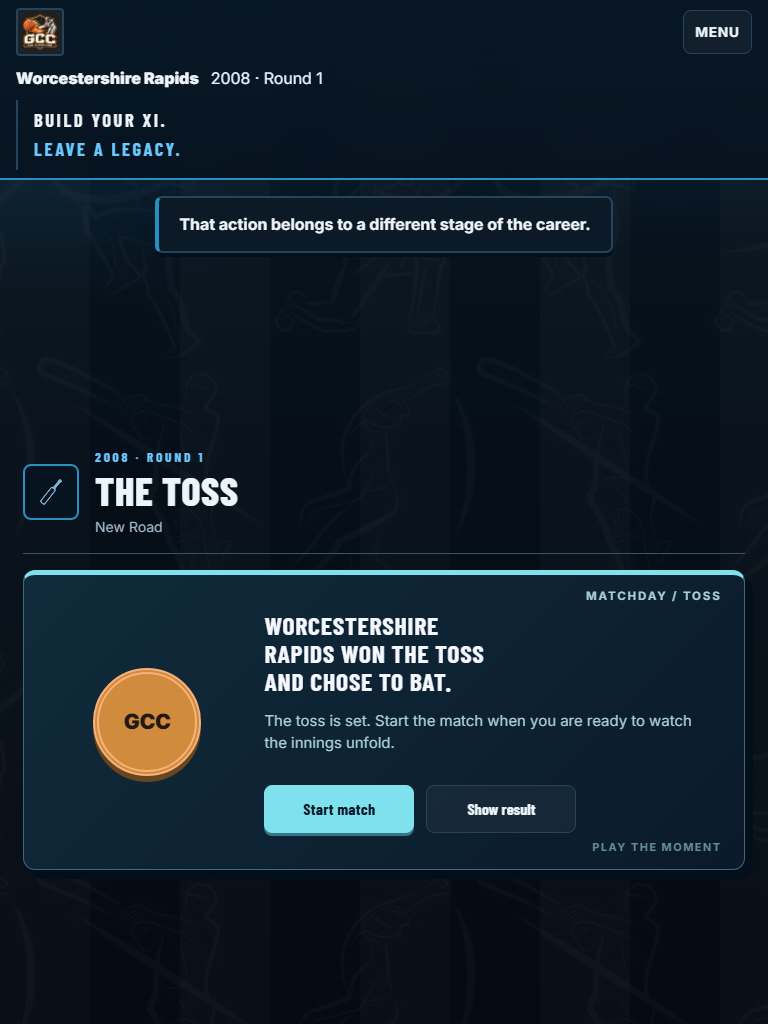 GCC
MENU
Worcestershire Rapids 2008 · Round 1
BUILD YOUR XI.
LEAVE A LEGACY.
That action belongs to a different stage of the career.
2008 · ROUND 1
THE TOSS
New Road
MATCHDAY / TOSS
WORCESTERSHIRE
RAPIDS WON THE TOSS
AND CHOSE TO BAT.
GCC
The toss is set. Start the match when you are ready to watch
the innings unfold.
Start match
Show result
PLAY THE MOMENT